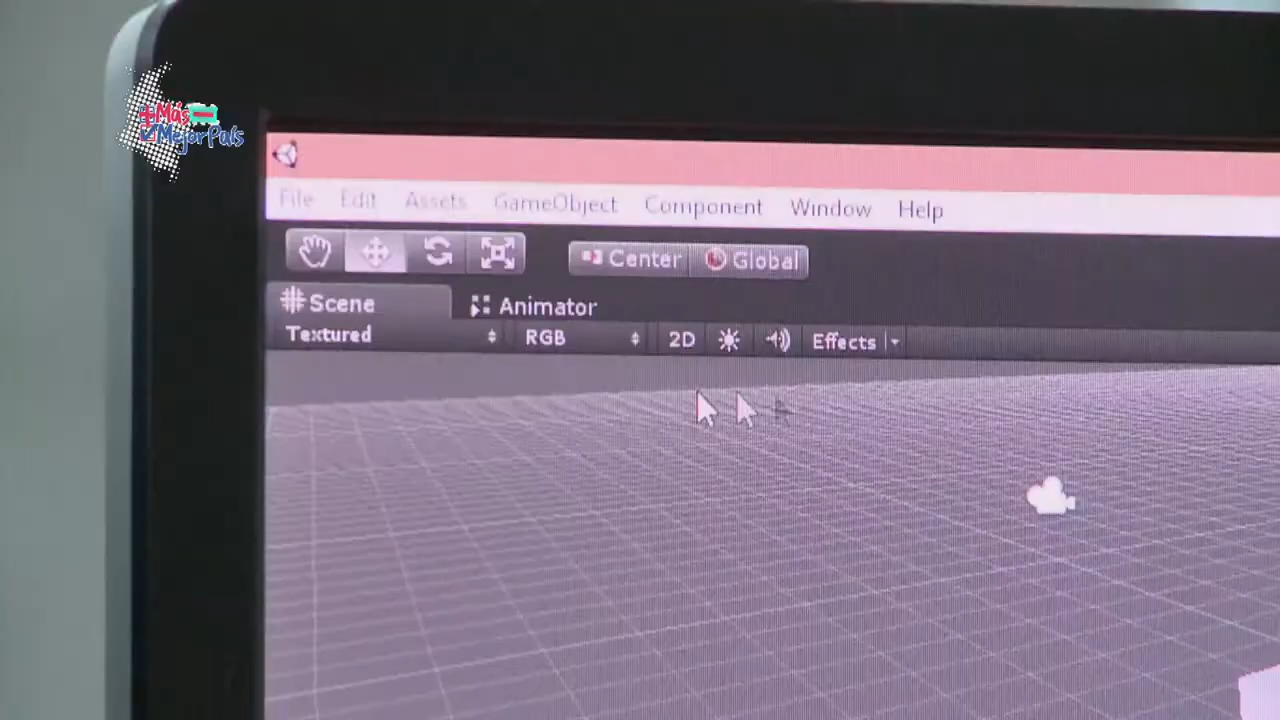 +Más
Mejor País
File Edit Assets GameObject Component Window Help
Center Global
Scene Animator
Textured RGB 2D Effects